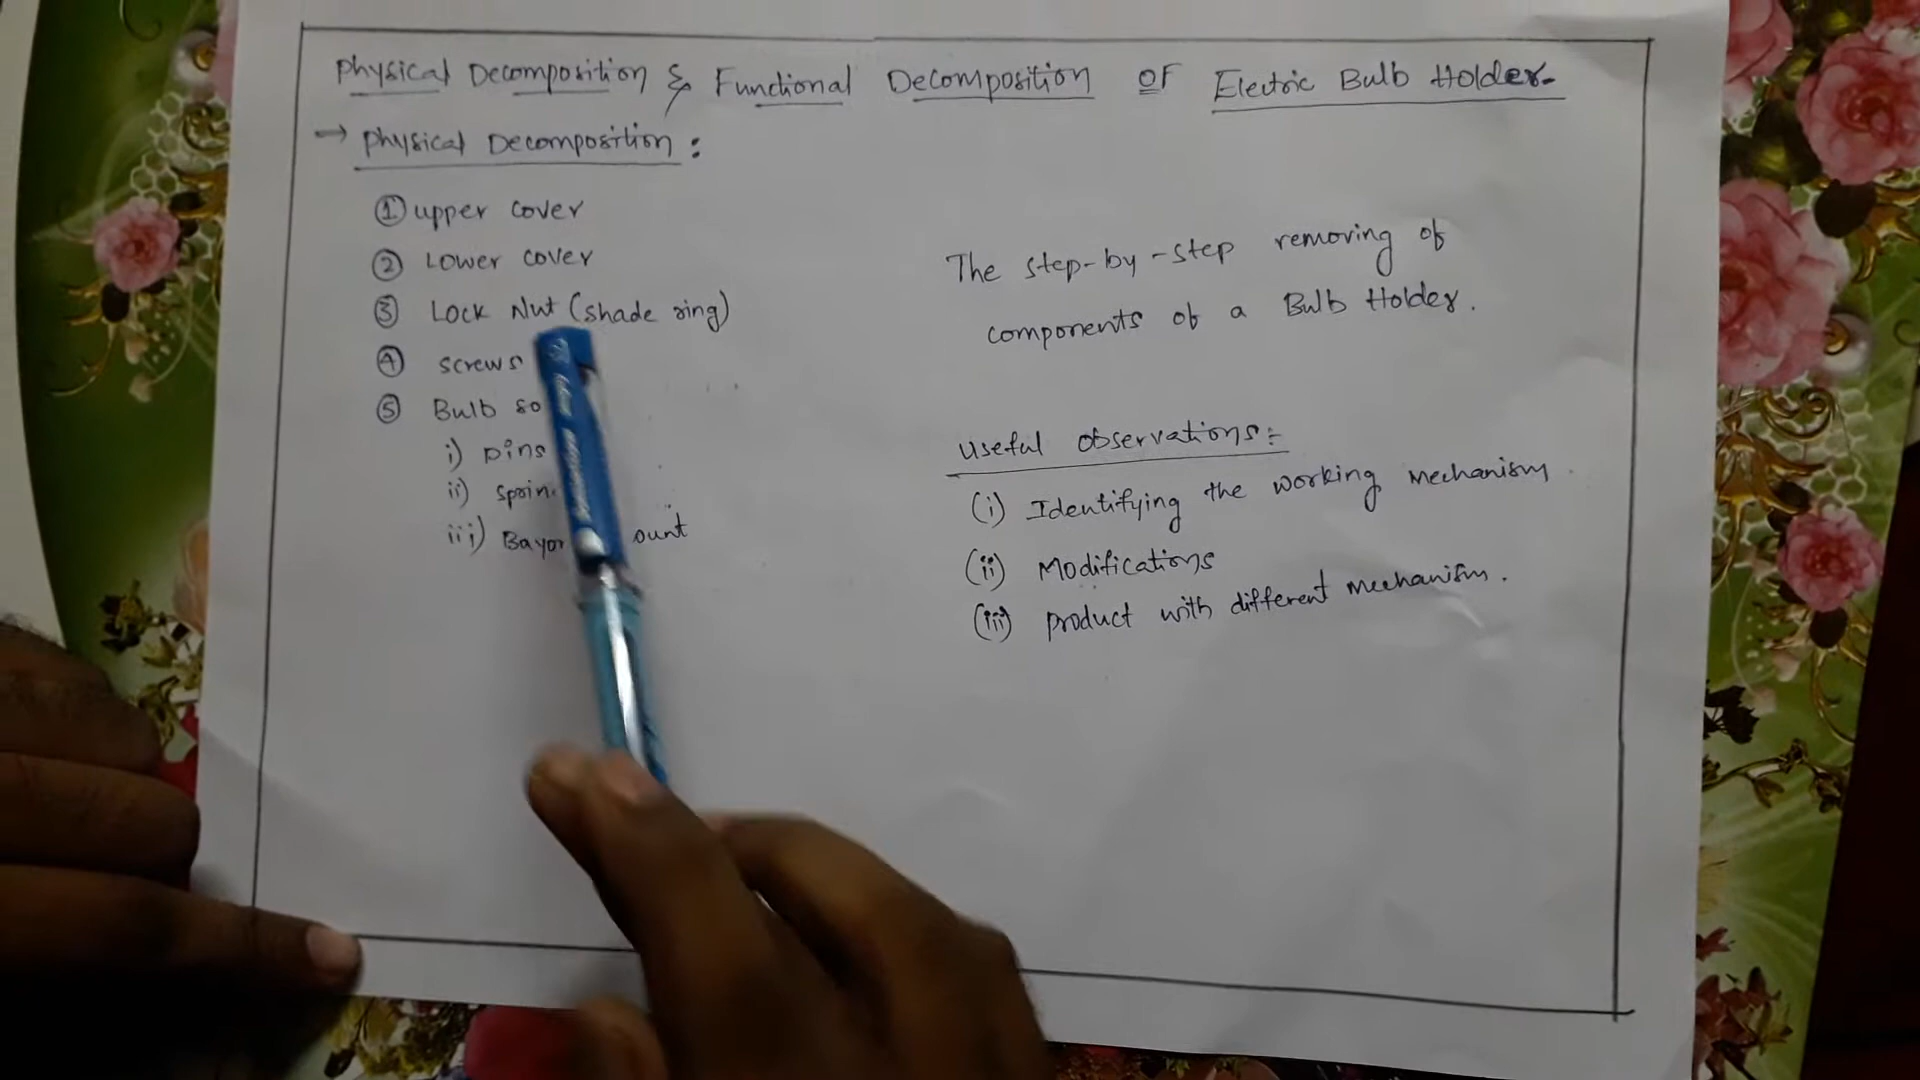 Physical Decomposition & Functional Decomposition of Electric Bulb Holder.
→ Physical Decomposition :
① upper cover
② Lower cover
③ Lock Nut (shade ring)
④ screws
⑤ Bulb
i) pins
ii)
iii)
The step-by-step removing of
components of a Bulb Holder.
Useful observations:-
(i) Identifying the working mechanism.
(ii) Modifications
(iii) product with different mechanism.